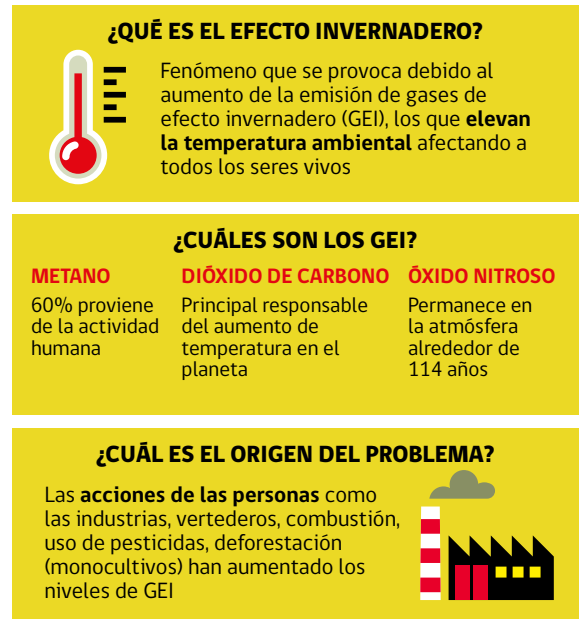 ¿QUÉ ES EL EFECTO INVERNADERO?
Fenómeno que se provoca debido al
aumento de la emisión de gases de
efecto invernadero (GEI), los que elevan
la temperatura ambiental afectando a
todos los seres vivos
¿CUÁLES SON LOS GEI?
METANO
60% proviene
de la actividad
humana
DIÓXIDO DE CARBONO
Principal responsable
del aumento de
temperatura en el
planeta
ÓXIDO NITROSO
Permanece en
la atmósfera
alrededor de
114 años
¿CUÁL ES EL ORIGEN DEL PROBLEMA?
Las acciones de las personas como
las industrias, vertederos, combustión,
uso de pesticidas, deforestación
(monocultivos) han aumentado los
niveles de GEI